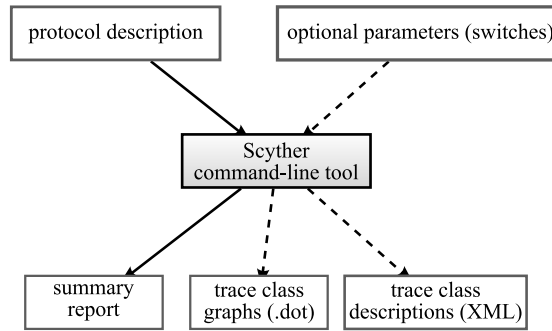 protocol description
optional parameters (switches)
Scyther
command-line tool
summary
report
trace class
graphs (.dot)
trace class
descriptions (XML)